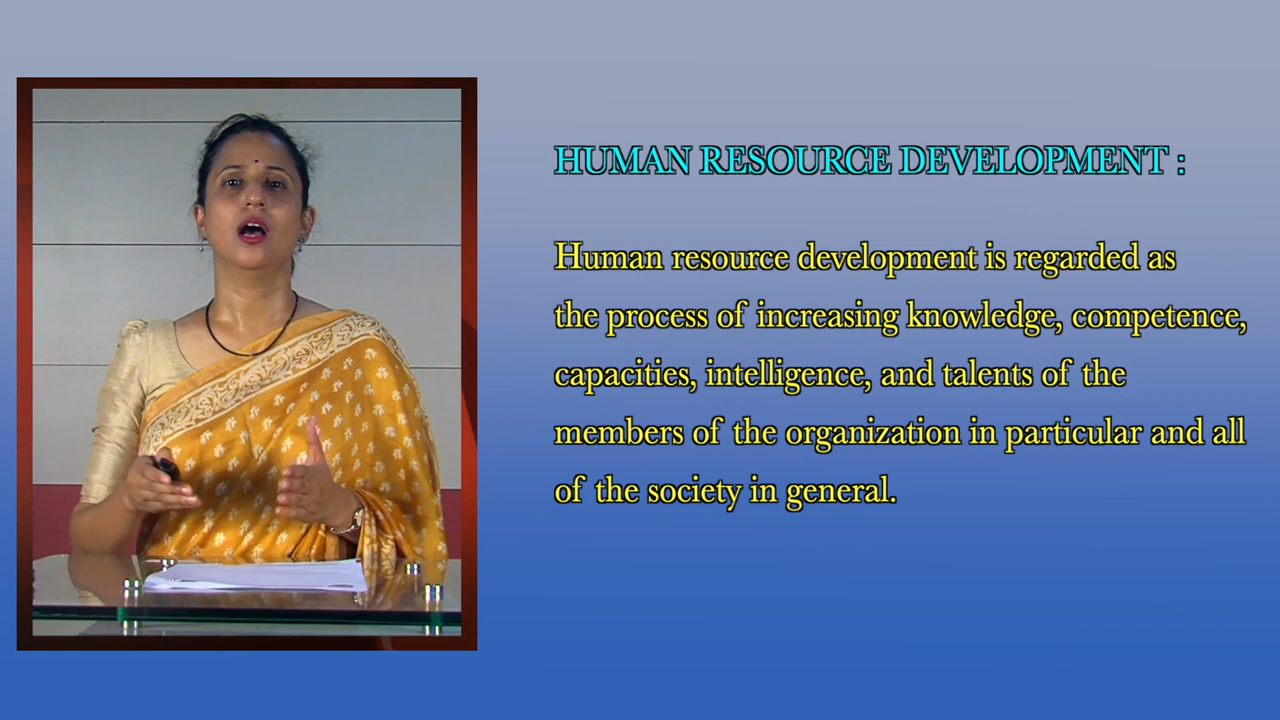 HUMAN RESOURCE DEVELOPMENT :
Human resource development is regarded as
the process of increasing knowledge, competence,
capacities, intelligence, and talents of the
members of the organization in particular and all
of the society in general.